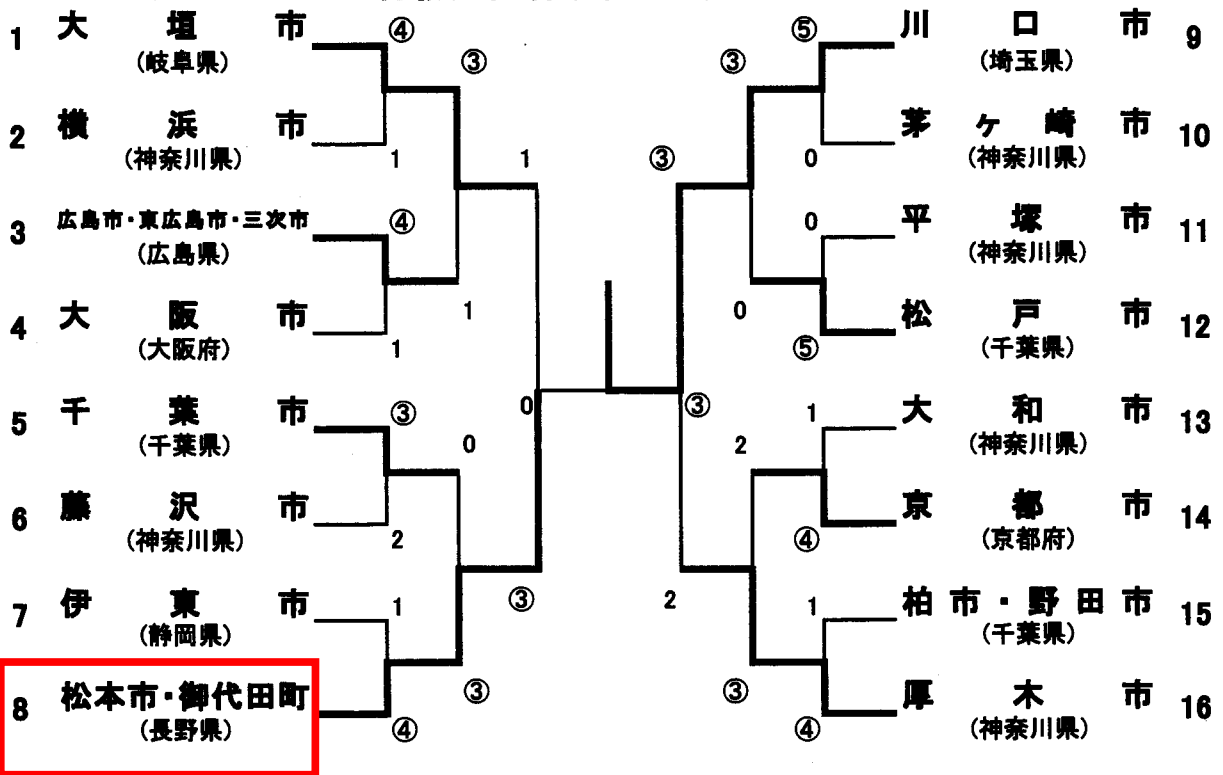 1 大垣市
(岐阜県)
④
③
2 横浜市
(神奈川県)
1
1
3 広島市・東広島市・三次市
(広島県)
④
1
4 大阪市
(大阪府)
1
5 千葉市
(千葉県)
③
0
0
6 藤沢市
(神奈川県)
2
7 伊東市
(静岡県)
1
③
8 松本市・御代田町
(長野県)
④
③
⑤
川口市 9
(埼玉県)
③
茅ヶ崎市 10
(神奈川県)
③
0
平塚市 11
(神奈川県)
0
0
松戸市 12
(千葉県)
⑤
③
大和市 13
(神奈川県)
1
2
京都市 14
(京都府)
④
柏市・野田市 15
(千葉県)
1
2
厚木市 16
(神奈川県)
④
③